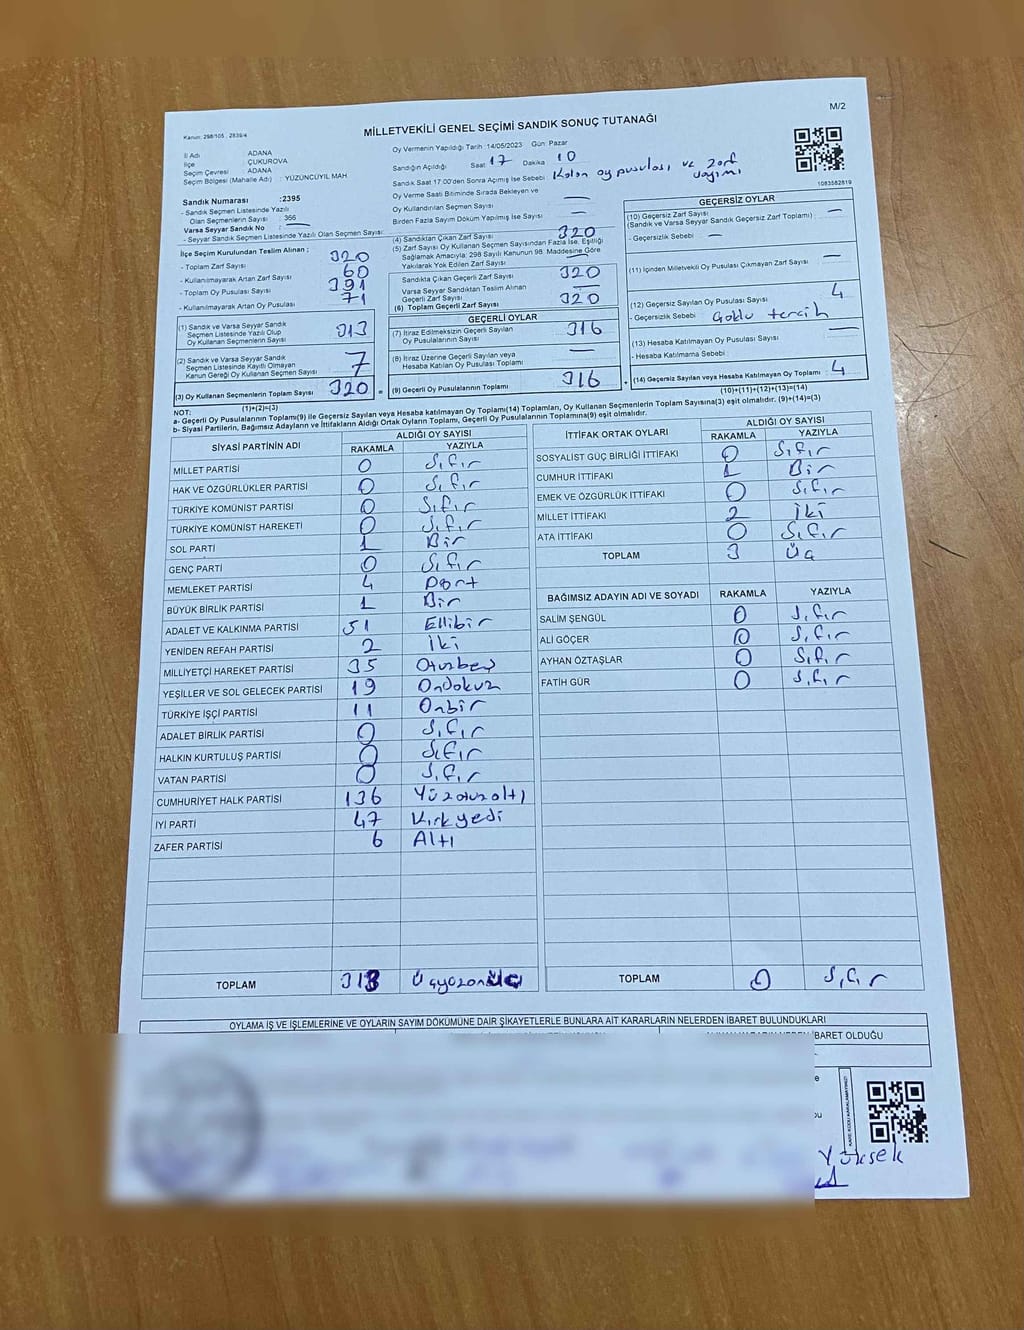 M/2
Kanun: 298/105 , 2839/4
MİLLETVEKİLİ GENEL SEÇİMİ SANDIK SONUÇ TUTANAĞI
İl Adı : ADANA
İlçe : ÇUKUROVA
Seçim Çevresi : ADANA
Seçim Bölgesi (Mahalle Adı) : YÜZÜNCÜYIL MAH.
Oy Vermenin Yapıldığı Tarih :14/05/2023 Gün: Pazar
Sandığın Açıldığı Saat 17 Dakika 10
Sandık Saat 17:00'den Sonra Açılmış İse Sebebi Kalan oy pusulası ve zarf sayımı
1083582819
Sandık Numarası :2395
- Sandık Seçmen Listesinde Yazılı
Olan Seçmenlerin Sayısı : 366
Varsa Seyyar Sandık No —
- Seyyar Sandık Seçmen Listesinde Yazılı Olan Seçmen Sayısı:
Oy Verme Saati Bitiminde Sırada Bekleyen ve
Oy Kullandırılan Seçmen Sayısı —
Birden Fazla Sayım Döküm Yapılmış İse Sayısı —
İlçe Seçim Kurulundan Teslim Alınan :
- Toplam Zarf Sayısı 320
- Kullanılmayarak Artan Zarf Sayısı 60
- Toplam Oy Pusulası Sayısı 391
- Kullanılmayarak Artan Oy Pusulası 71
(1) Sandık ve Varsa Seyyar Sandık
Seçmen Listesinde Yazılı Olup
Oy Kullanan Seçmenlerin Sayısı 313
(2) Sandık ve Varsa Seyyar Sandık
Seçmen Listesinde Kayıtlı Olmayan
Kanun Gereği Oy Kullanan Seçmen Sayısı 7
(3) Oy Kullanan Seçmenlerin Toplam Sayısı 320 =
(1)+(2)=(3)
(4) Sandıktan Çıkan Zarf Sayısı 320
(5) Zarf Sayısı Oy Kullanan Seçmen Sayısından Fazla İse, Eşitliği
Sağlamak Amacıyla; 298 Sayılı Kanunun 98. Maddesine Göre
Yakılarak Yok Edilen Zarf Sayısı —
Sandıkta Çıkan Geçerli Zarf Sayısı 320
Varsa Seyyar Sandıktan Teslim Alınan
Geçerli Zarf Sayısı —
(6) Toplam Geçerli Zarf Sayısı 320
GEÇERLİ OYLAR
(7) İtiraz Edilmeksizin Geçerli Sayılan
Oy Pusulalarının Sayısı 316
(8) İtiraz Üzerine Geçerli Sayılan veya
Hesaba Katılan Oy Pusulası Toplamı —
(9) Geçerli Oy Pusulalarının Toplamı 316 +
GEÇERSİZ OYLAR
(10) Geçersiz Zarf Sayısı
(Sandık ve Varsa Seyyar Sandık Geçersiz Zarf Toplamı) —
- Geçersizlik Sebebi —
(11) İçinden Milletvekili Oy Pusulası Çıkmayan Zarf Sayısı —
(12) Geçersiz Sayılan Oy Pusulası Sayısı 4
- Geçersizlik Sebebi Çoklu tercih
(13) Hesaba Katılmayan Oy Pusulası Sayısı —
- Hesaba Katılmama Sebebi
(14) Geçersiz Sayılan veya Hesaba Katılmayan Oy Toplamı 4
(10)+(11)+(12)+(13)=(14)
NOT:
a- Geçerli Oy Pusulalarının Toplamı(9) ile Geçersiz Sayılan veya Hesaba katılmayan Oy Toplamı(14) Toplamları, Oy Kullanan Seçmenlerin Toplam Sayısına(3) eşit olmalıdır. (9)+(14)=(3)
b- Siyasi Partilerin, Bağımsız Adayların ve İttifakların Aldığı Ortak Oyların Toplamı, Geçerli Oy Pusulalarının Toplamına(9) eşit olmalıdır.
SİYASİ PARTİNİN ADI ALDIĞI OY SAYISI
RAKAMLA YAZIYLA
MİLLET PARTİSİ 0 Sıfır
HAK VE ÖZGÜRLÜKLER PARTİSİ 0 Sıfır
TÜRKİYE KOMÜNİST PARTİSİ 0 Sıfır
TÜRKİYE KOMÜNİST HAREKETİ 0 Sıfır
SOL PARTİ 1 Bir
GENÇ PARTİ 0 Sıfır
MEMLEKET PARTİSİ 4 Dört
BÜYÜK BİRLİK PARTİSİ 1 Bir
ADALET VE KALKINMA PARTİSİ 51 Ellibir
YENİDEN REFAH PARTİSİ 2 İki
MİLLİYETÇİ HAREKET PARTİSİ 35 Otuzbeş
YEŞİLLER VE SOL GELECEK PARTİSİ 19 Ondokuz
TÜRKİYE İŞÇİ PARTİSİ 11 Onbir
ADALET BİRLİK PARTİSİ 0 Sıfır
HALKIN KURTULUŞ PARTİSİ 0 Sıfır
VATAN PARTİSİ 0 Sıfır
CUMHURİYET HALK PARTİSİ 136 Yüzotuzaltı
İYİ PARTİ 47 Kırkyedi
ZAFER PARTİSİ 6 Altı
TOPLAM 313 Üçyüzonüç
İTTİFAK ORTAK OYLARI ALDIĞI OY SAYISI
RAKAMLA YAZIYLA
SOSYALİST GÜÇ BİRLİĞİ İTTİFAKI 0 Sıfır
CUMHUR İTTİFAKI 1 Bir
EMEK VE ÖZGÜRLÜK İTTİFAKI 0 Sıfır
MİLLET İTTİFAKI 2 İki
ATA İTTİFAKI 0 Sıfır
TOPLAM 3 Üç
BAĞIMSIZ ADAYIN ADI VE SOYADI RAKAMLA YAZIYLA
SALİM ŞENGÜL 0 Sıfır
ALİ GÖÇER 0 Sıfır
AYHAN ÖZTAŞLAR 0 Sıfır
FATİH GÜR 0 Sıfır
TOPLAM 0 Sıfır
OYLAMA İŞ VE İŞLEMLERİNE VE OYLARIN SAYIM DÖKÜMÜNE DAİR ŞİKAYETLERLE BUNLARA AİT KARARLARIN NELERDEN İBARET BULUNDUKLARI
İBARET OLDUĞU
Yüksek